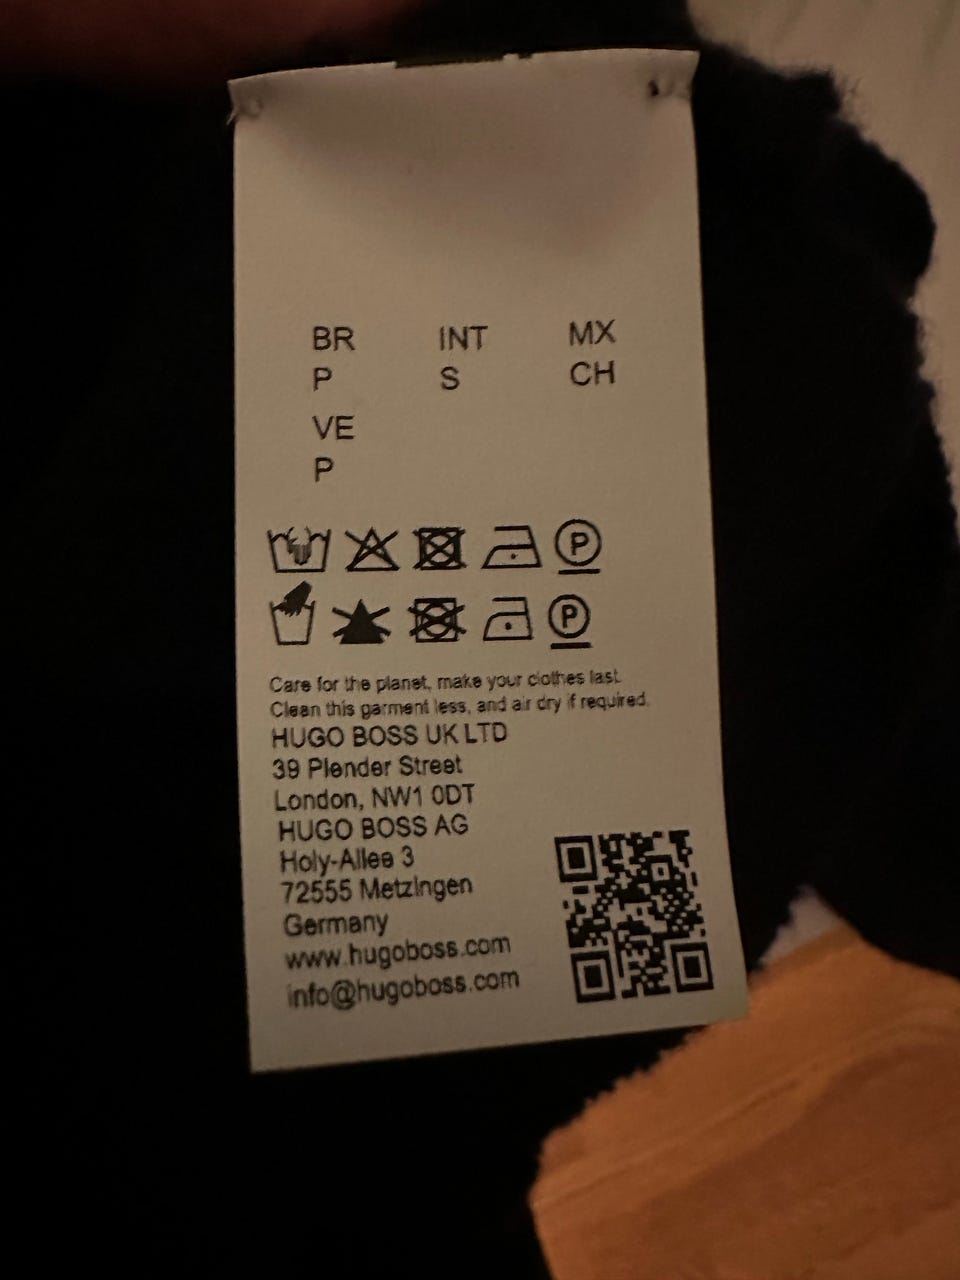 BR INT MX
P S CH
VE
P
P
P
Care for the planet, make your clothes last.
Clean this garment less, and air dry if required.
HUGO BOSS UK LTD
39 Plender Street
London, NW1 0DT
HUGO BOSS AG
Holy-Allee 3
72555 Metzingen
Germany
www.hugoboss.com
info@hugoboss.com